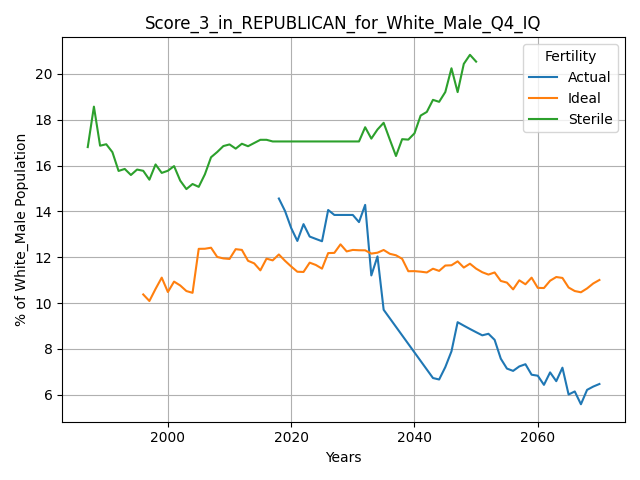 Score_3_in_REPUBLICAN_for_White_Male_Q4_IQ
Fertility
Actual
Ideal
Sterile
% of White_Male Population
20
18
16
14
12
10
8
6
2000
2020
2040
2060
Years